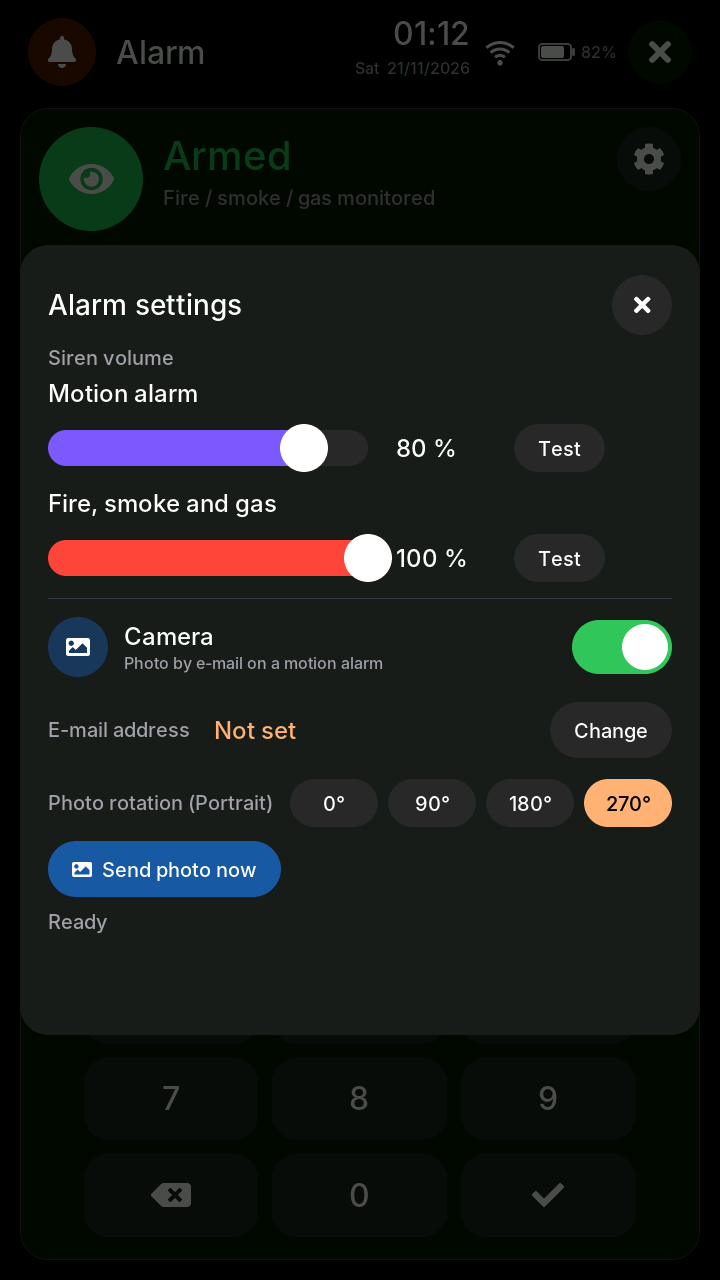 Alarm
01:12
Sat 21/11/2026
82%
Armed
Fire / smoke / gas monitored
Alarm settings
Siren volume
Motion alarm
80 %
Test
Fire, smoke and gas
100 %
Test
Camera
Photo by e-mail on a motion alarm
E-mail address Not set
Change
Photo rotation (Portrait) 0° 90° 180° 270°
Send photo now
Ready
7 8 9
0